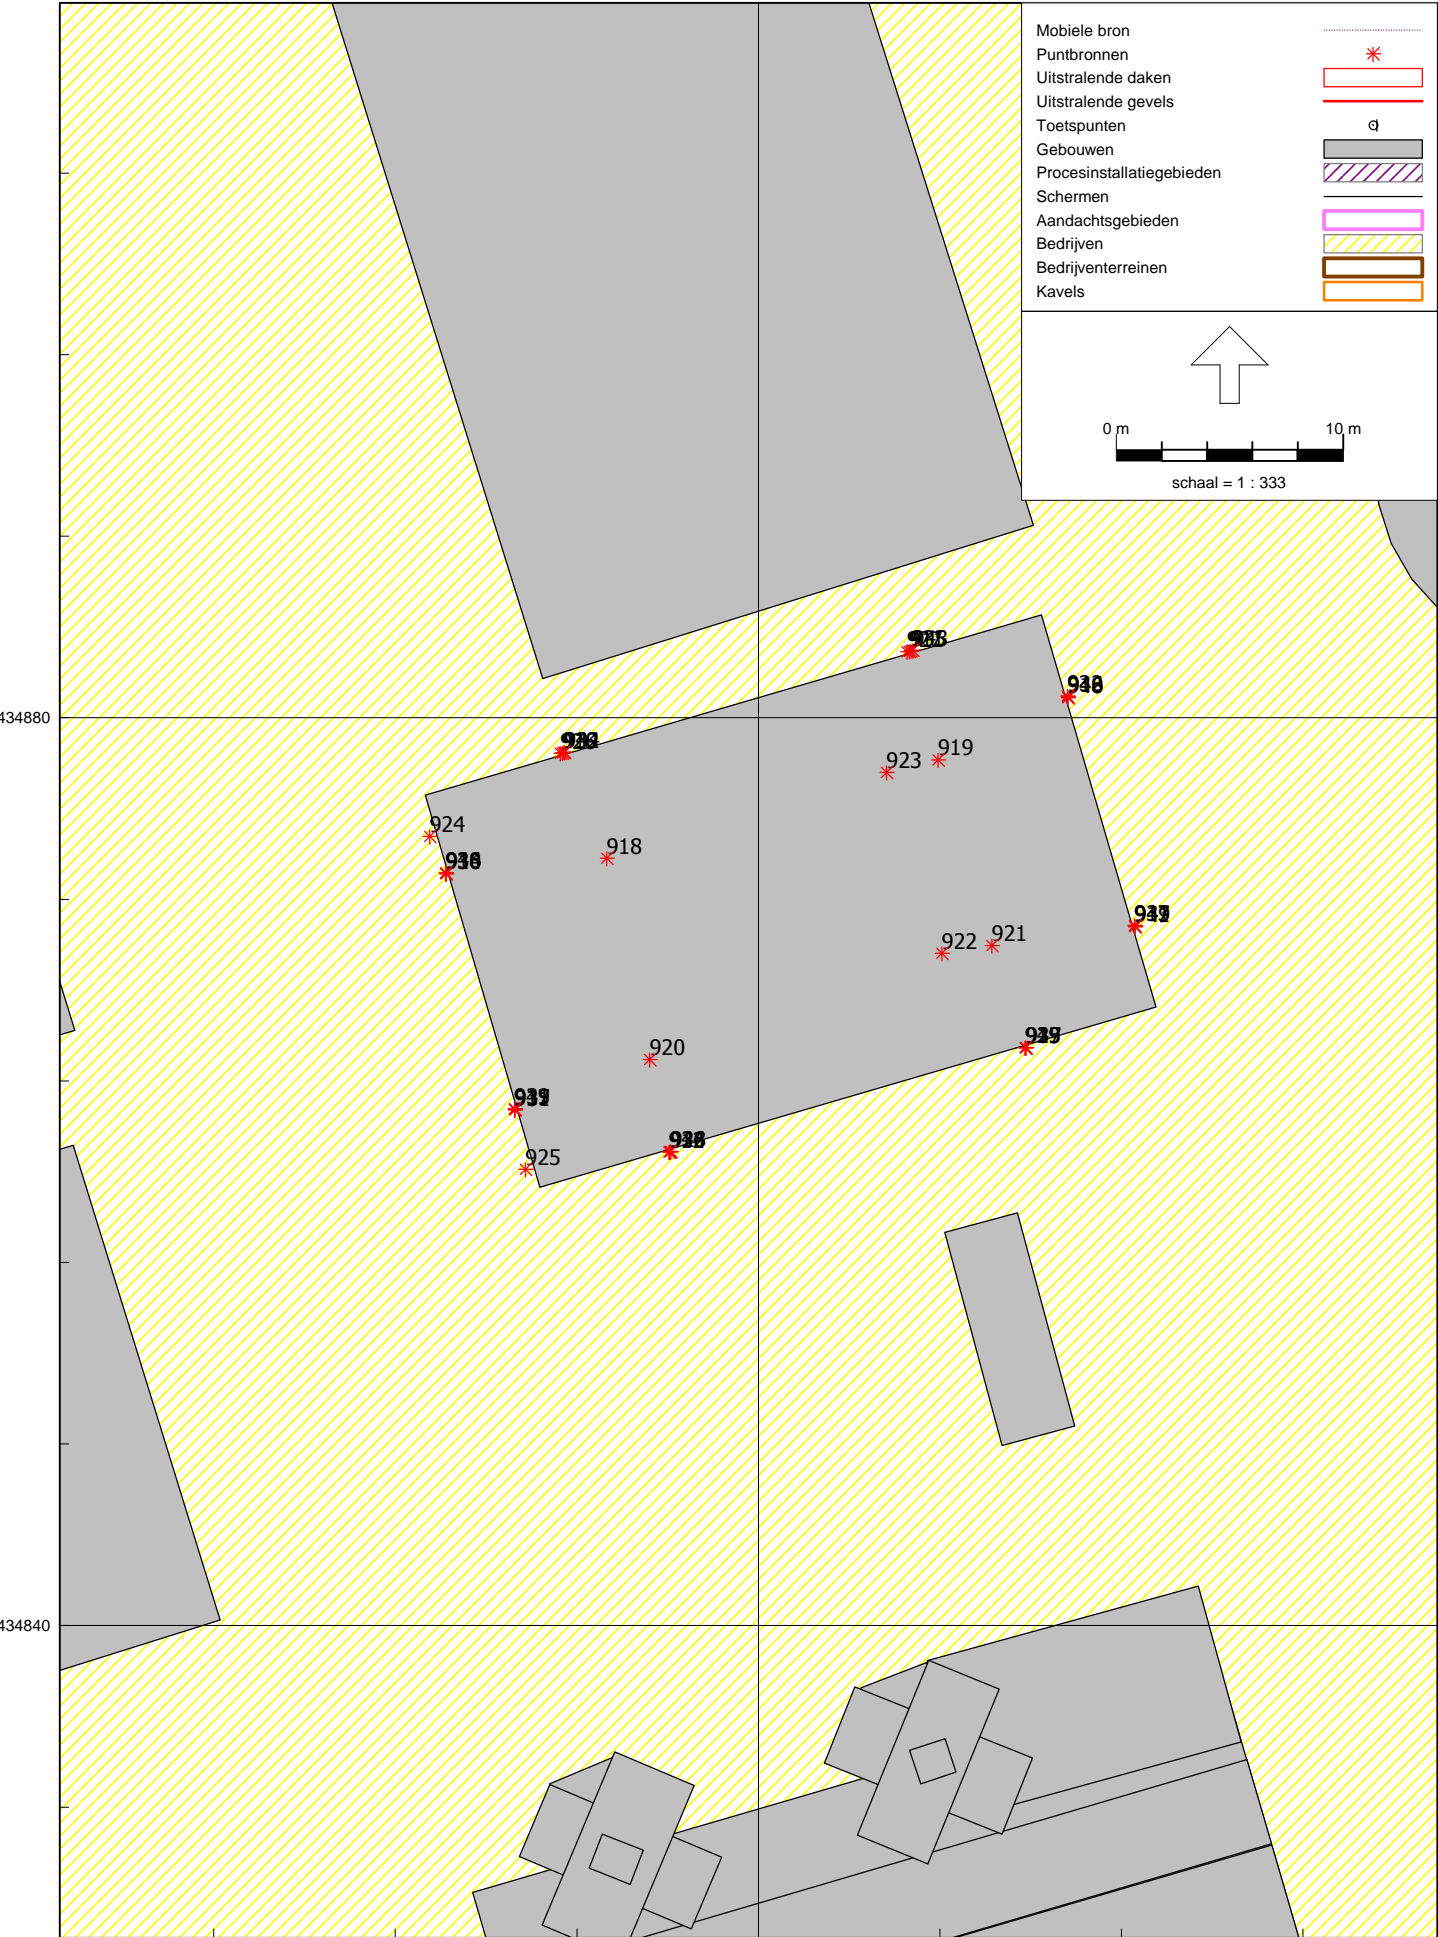 Mobiele bron
Puntbronnen
Uitstralende daken
Uitstralende gevels
Toetspunten
Gebouwen
Procesinstallatiegebieden
Schermen
Aandachtsgebieden
Bedrijven
Bedrijventerreinen
Kavels
0 m 10 m
schaal = 1 : 333
434880
919
923
924
918
922 921
920
925
434840